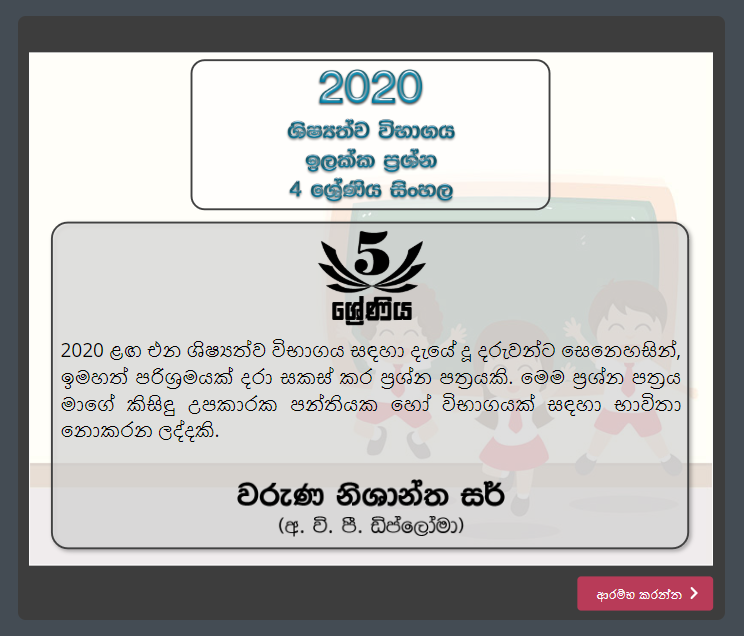 2020
ශිෂ්‍යත්ව විභාගය
ඉලක්ක ප්‍රශ්න
4 ශ්‍රේණිය සිංහල
5
ශ්‍රේණිය
2020 ළඟ එන ශිෂ්‍යත්ව විභාගය සඳහා දැයේ දූ දරුවන්ට සෙනෙහසින්,
ඉමහත් පරිශ්‍රමයක් දරා සකස් කර ප්‍රශ්න පත්‍රයකි. මෙම ප්‍රශ්න පත්‍රය
මාගේ කිසිදු උපකාරක පන්තියක හෝ විභාගයක් සඳහා භාවිතා
නොකරන ලද්දකි.
වරුණ නිශාන්ත සර්
(අ. වි. පී. ඩිප්ලෝමා)
ආරම්භ කරන්න